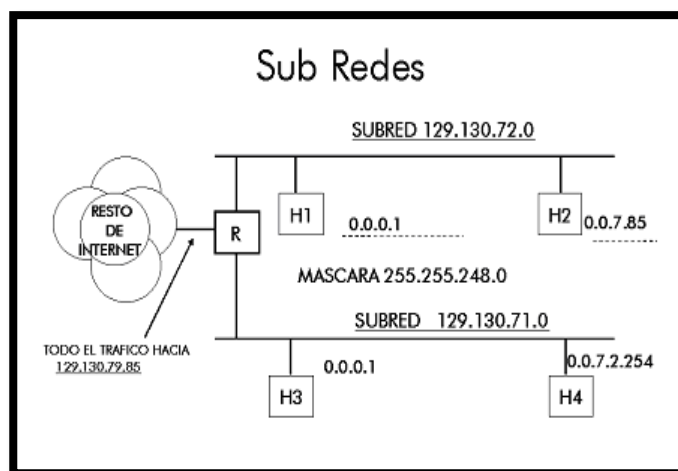 Sub Redes
SUBRED 129.130.72.0
RESTO
DE
INTERNET
R
H1
0.0.0.1
H2
0.0.7.85
MASCARA 255.255.248.0
SUBRED 129.130.71.0
TODO EL TRAFICO HACIA
129.130.79.85
0.0.0.1
H3
0.0.7.2.254
H4